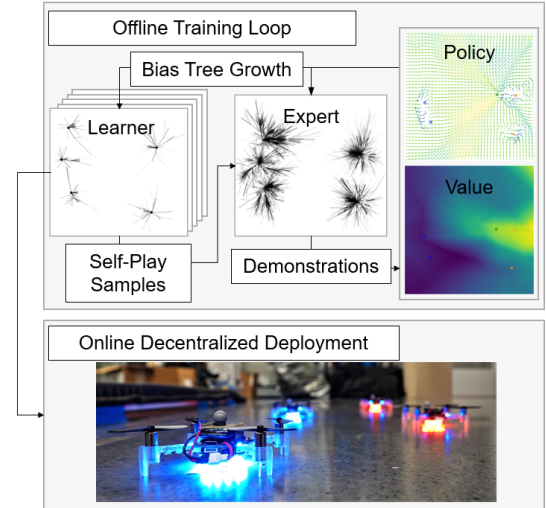 Offline Training Loop
Bias Tree Growth
Policy
Learner
Expert
Value
Self-Play
Samples
Demonstrations
Online Decentralized Deployment